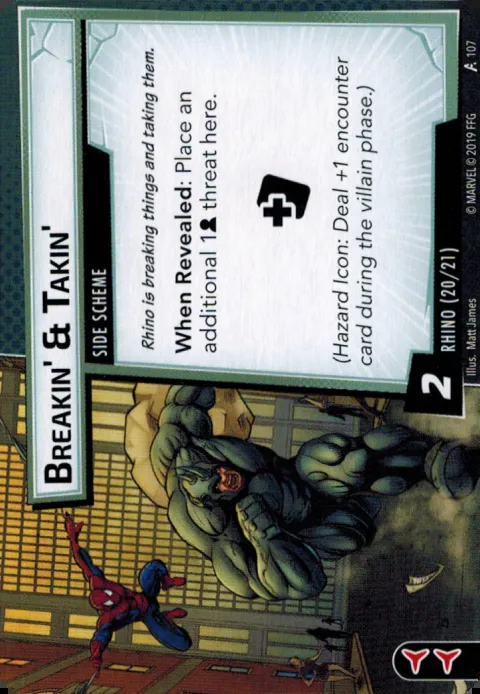 BREAKIN' & TAKIN'
SIDE SCHEME
Rhino is breaking things and taking them.
When Revealed: Place an
additional 1 threat here.
(Hazard Icon: Deal +1 encounter
card during the villain phase.)
2
RHINO (20/21)
Illus. Matt James
© MARVEL © 2019 FFG
107